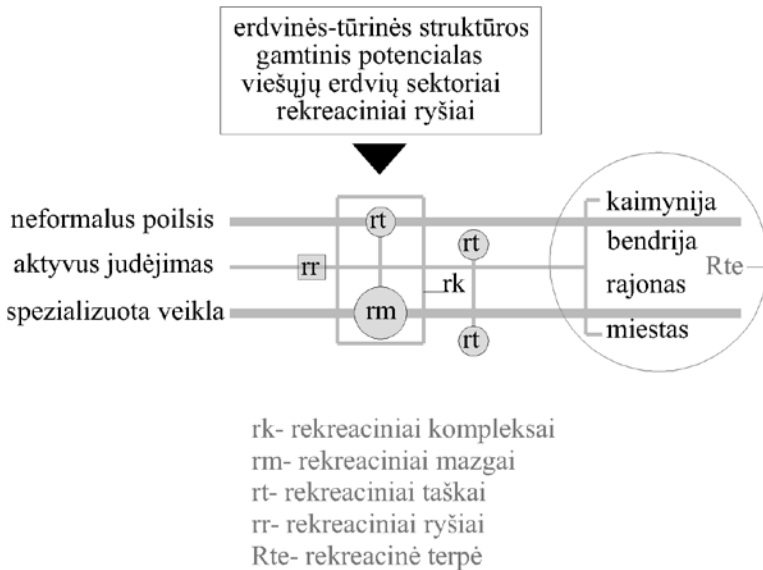 erdvinės-tūrinės struktūros
gamtinis potencialas
viešųjų erdvių sektoriai
rekreaciniai ryšiai
neformalus poilsis
aktyvus judėjimas
spezializuota veikla
rt
rr
rm
rk
rt
rt
kaimynija
bendrija
rajonas
miestas
Rte
rk- rekreaciniai kompleksai
rm- rekreaciniai mazgai
rt- rekreaciniai taškai
rr- rekreaciniai ryšiai
Rte- rekreacinė terpė